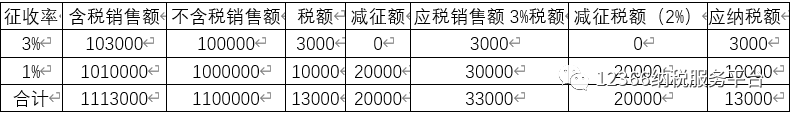 征收率 含税销售额 不含税销售额 税额 减征额 应税销售额 3%税额 减征税额（2%） 应纳税额
3% 103000 100000 3000 0 3000 0 3000
1% 1010000 1000000 10000 20000 30000 20000 10000
合计 1113000 1100000 13000 20000 33000 20000 13000
12366纳税服务平台